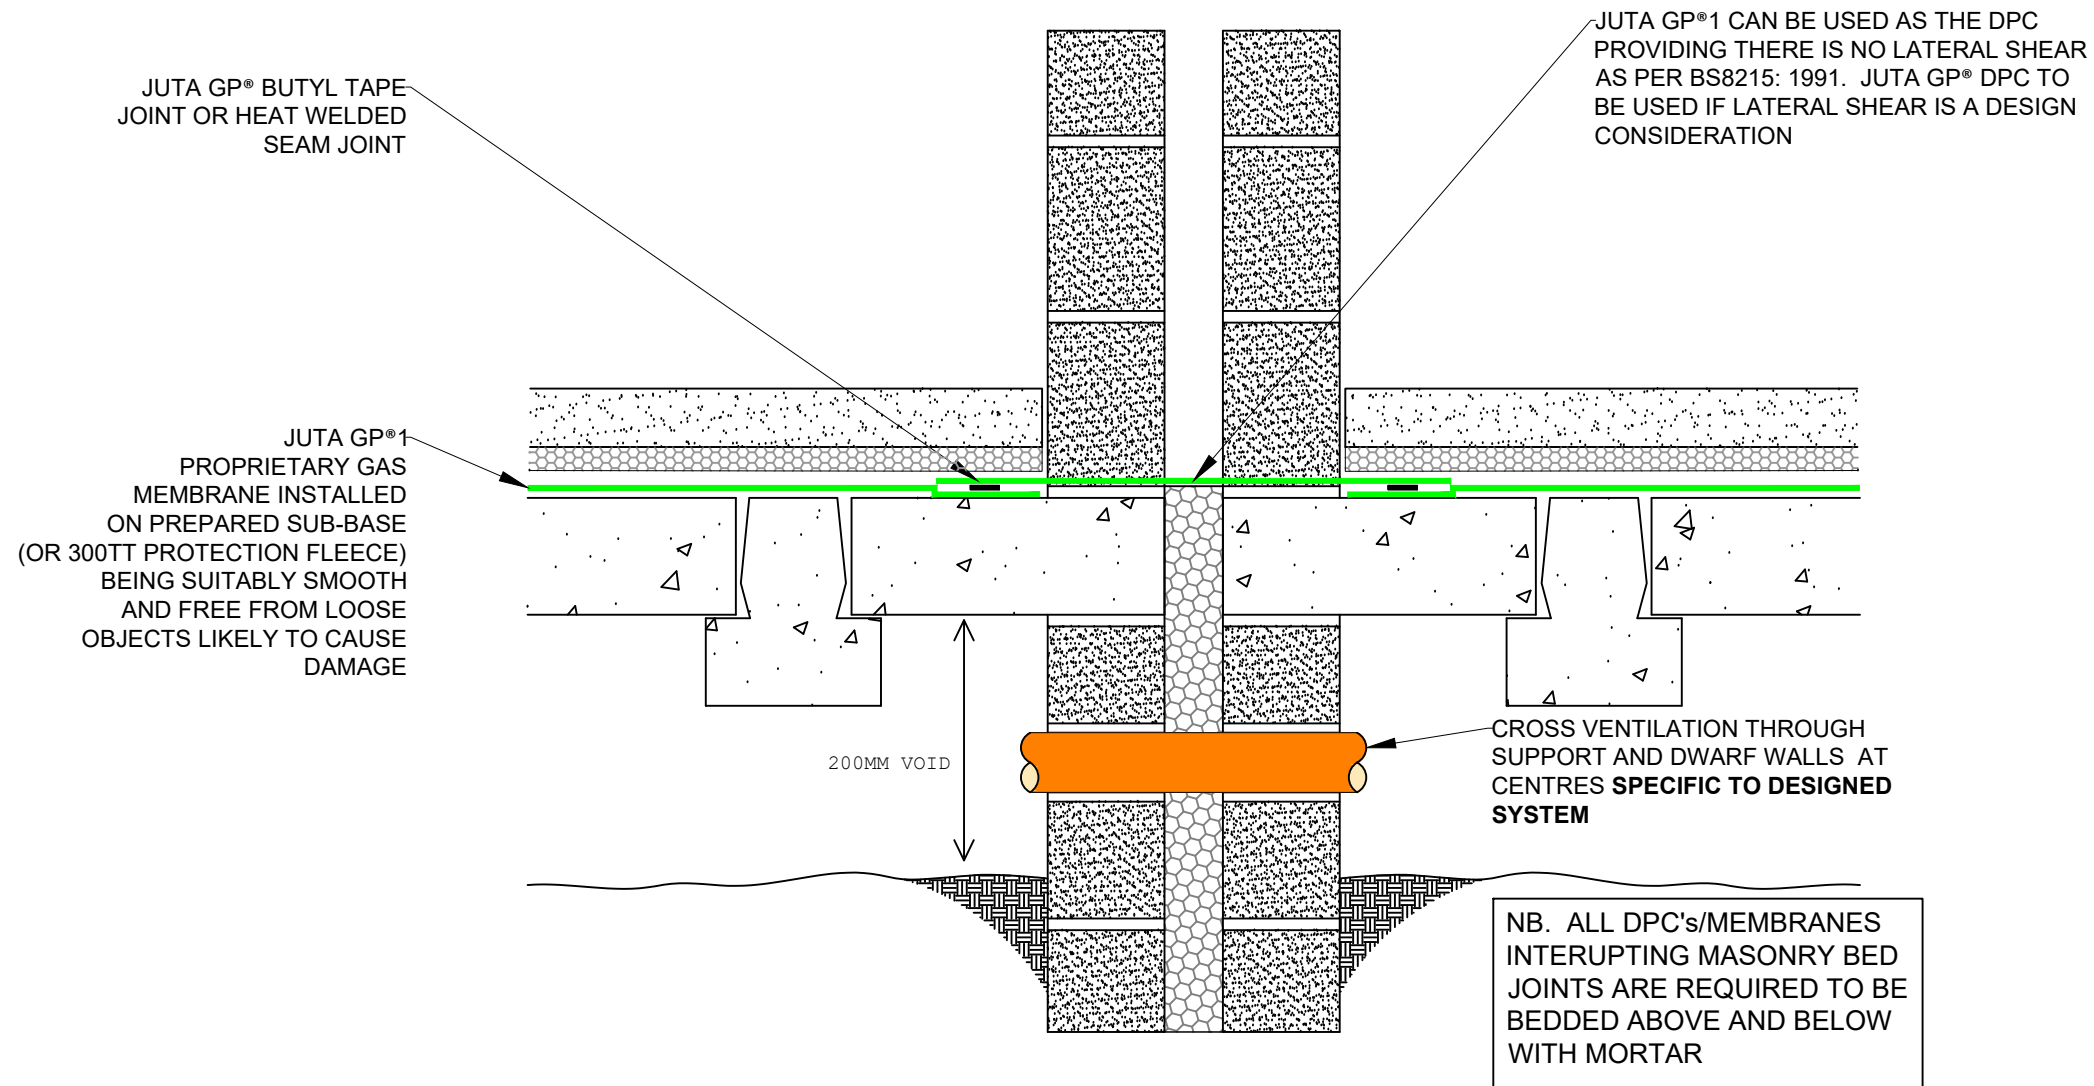 JUTA GP® BUTYL TAPE
JOINT OR HEAT WELDED
SEAM JOINT
JUTA GP®1 CAN BE USED AS THE DPC
PROVIDING THERE IS NO LATERAL SHEAR
AS PER BS8215: 1991. JUTA GP® DPC TO
BE USED IF LATERAL SHEAR IS A DESIGN
CONSIDERATION
JUTA GP®1
PROPRIETARY GAS
MEMBRANE INSTALLED
ON PREPARED SUB-BASE
(OR 300TT PROTECTION FLEECE)
BEING SUITABLY SMOOTH
AND FREE FROM LOOSE
OBJECTS LIKELY TO CAUSE
DAMAGE
200MM VOID
CROSS VENTILATION THROUGH
SUPPORT AND DWARF WALLS AT
CENTRES SPECIFIC TO DESIGNED
SYSTEM
NB. ALL DPC's/MEMBRANES
INTERUPTING MASONRY BED
JOINTS ARE REQUIRED TO BE
BEDDED ABOVE AND BELOW
WITH MORTAR